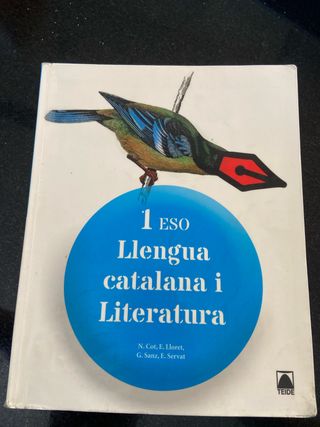 1 ESO
Llengua
catalana i
Literatura
N. Cot, E. Lloret,
G. Sanz, E. Servat
TEIDE